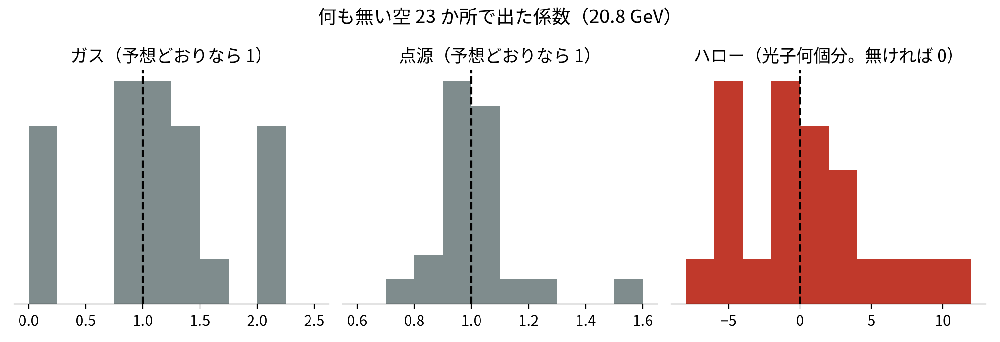 何も無い空 23 か所で出た係数（20.8 GeV）
ガス（予想どおりなら 1）
点源（予想どおりなら 1）
ハロー（光子何個分。無ければ 0）
0.0 0.5 1.0 1.5 2.0 2.5
0.6 0.8 1.0 1.2 1.4 1.6
−5 0 5 10